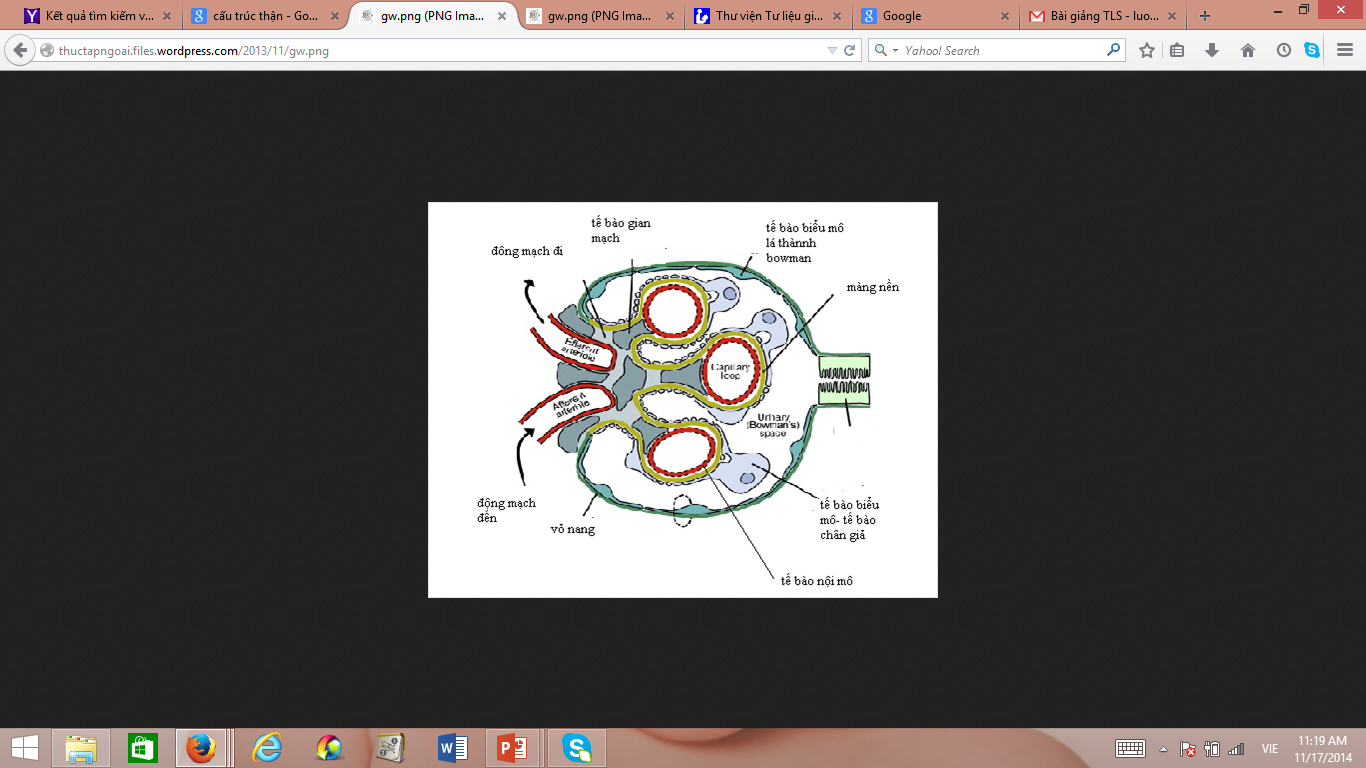 Kết quả tìm kiếm v...
cấu trúc thận - Go...
gw.png (PNG Ima...
gw.png (PNG Ima...
Thư viện Tư liệu gi...
Google
Bài giảng TLS - luo...
thuctapngoai.files.wordpress.com/2013/11/gw.png
Yahoo! Search
tế bào gian
mạch
đông mạch đi
tế bào biểu mô
lá thànnh
bowman
màng nền
Efferent
arteriole
Capillary
loop
Afferent
arteriole
Urinary
(Bowman's)
space
động mạch
đến
vỏ nang
tế bào biểu
mô- tế bào
chân giả
tế bào nội mô
VIE
11:19 AM
11/17/2014